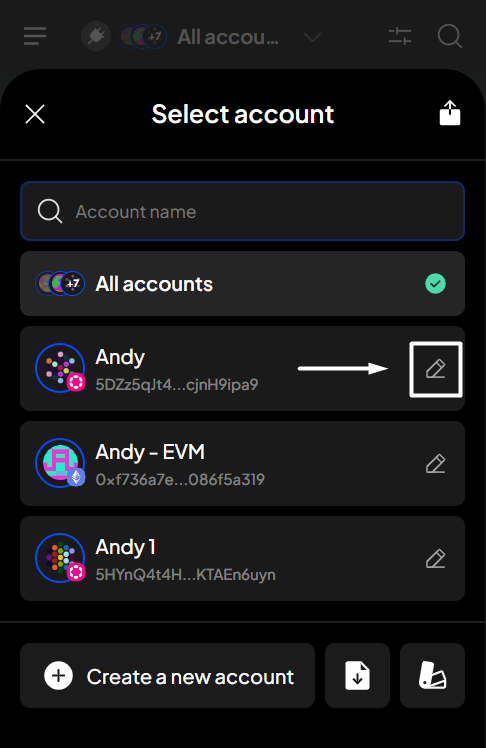 +7 All accou...
Select account
Account name
+7 All accounts
Andy
5DZz5qJt4...cjnH9ipa9
Andy - EVM
0xf736a7e...086f5a319
Andy 1
5HYnQ4t4H...KTAEn6uyn
Create a new account